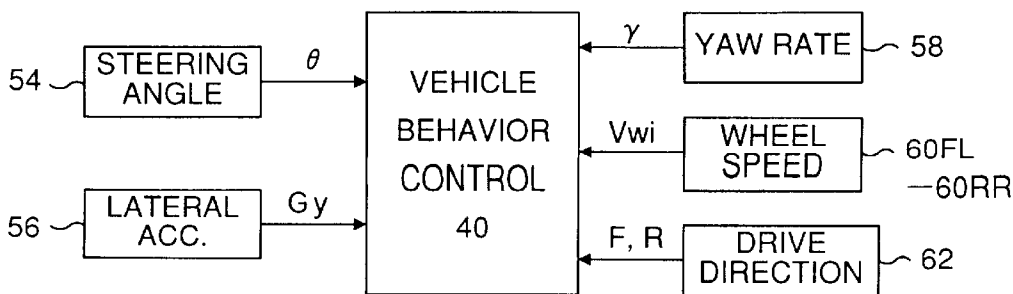 54
STEERING
ANGLE
θ
56
LATERAL
ACC.
Gy
VEHICLE
BEHAVIOR
CONTROL
40
γ
YAW RATE
58
Vwi
WHEEL
SPEED
60FL
—60RR
F, R
DRIVE
DIRECTION
62